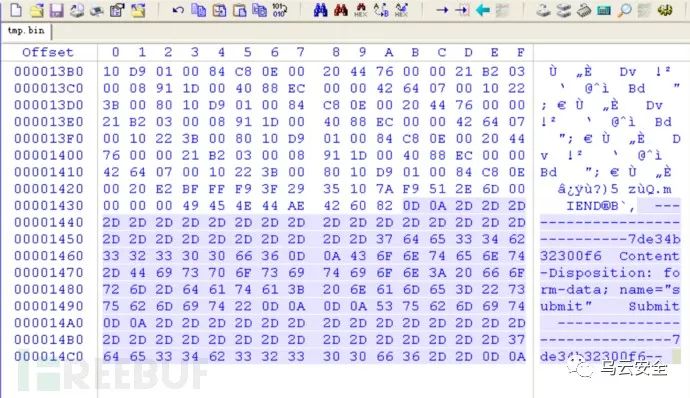 tmp.bin
Offset 0 1 2 3 4 5 6 7 8 9 A B C D E F
000013B0 10 D9 01 00 84 C8 0E 00 20 44 76 00 00 21 B2 03 Ù „È Dv !²
000013C0 00 08 91 1D 00 40 88 EC 00 00 42 64 07 00 10 22 ‘ @ˆì Bd "
000013D0 3B 00 80 10 D9 01 00 84 C8 0E 00 20 44 76 00 00 ; € Ù „È Dv
000013E0 21 B2 03 00 08 91 1D 00 40 88 EC 00 00 42 64 07 !² ‘ @ˆì Bd
000013F0 00 10 22 3B 00 80 10 D9 01 00 84 C8 0E 00 20 44 "; € Ù „È D
00001400 76 00 00 21 B2 03 00 08 91 1D 00 40 88 EC 00 00 v !² ‘ @ˆì
00001410 42 64 07 00 10 22 3B 00 80 10 D9 01 00 84 C8 0E Bd "; € Ù „È
00001420 00 20 E2 BF FF F9 3F 29 35 10 7A F9 51 2E 6D 00 â¿ÿù?)5 zùQ.m
00001430 00 00 00 49 45 4E 44 AE 42 60 82 0D 0A 2D 2D 2D IEND®B`‚ ---
00001440 2D 2D 2D 2D 2D 2D 2D 2D 2D 2D 2D 2D 2D 2D 2D 2D ----------------
00001450 2D 2D 2D 2D 2D 2D 2D 2D 2D 37 64 65 33 34 62 ---------7de34b
00001460 33 32 33 30 30 66 36 0D 0A 43 6F 6E 74 65 6E 74 32300f6 Content
00001470 2D 44 69 73 70 6F 73 69 74 69 6F 6E 3A 20 66 6F -Disposition: fo
00001480 72 6D 2D 64 61 74 61 3B 20 6E 61 6D 65 3D 22 73 rm-data; name="s
00001490 75 62 6D 69 74 22 0D 0A 0D 0A 53 75 62 6D 69 74 ubmit" Submit
000014A0 0D 0A 2D 2D 2D 2D 2D 2D 2D 2D 2D 2D 2D 2D 2D 2D --------------
000014B0 2D 2D 2D 2D 2D 2D 2D 2D 2D 2D 2D 2D 2D 2D 2D 37 ---------------7
000014C0 64 65 33 34 62 33 32 33 30 30 66 36 2D 2D 0D 0A de34b32300f6--
FREEBUF
乌云安全